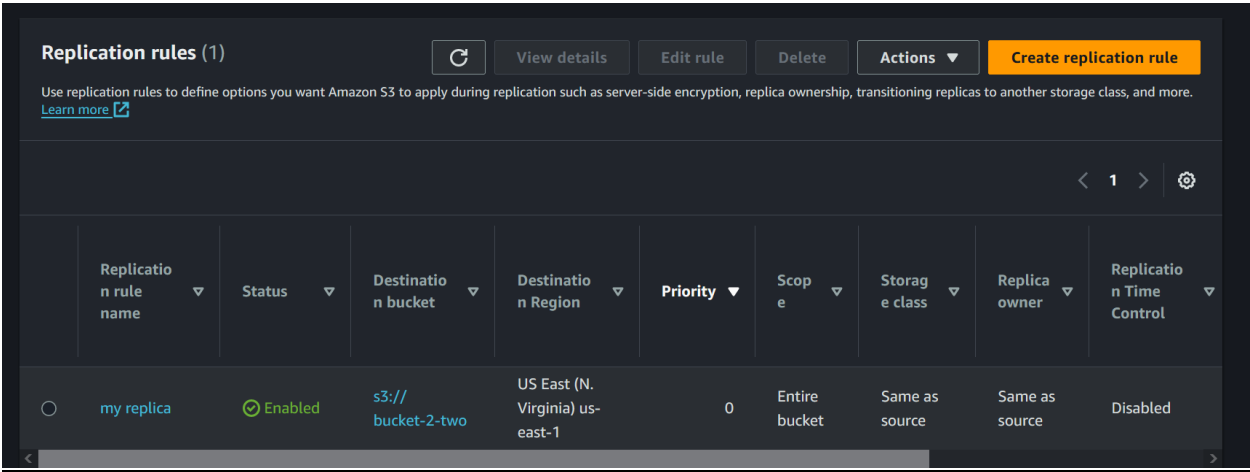 Replication rules (1)
View details
Edit rule
Delete
Actions
Create replication rule
Use replication rules to define options you want Amazon S3 to apply during replication such as server-side encryption, replica ownership, transitioning replicas to another storage class, and more.
Learn more
1
Replicatio
n rule
name
Status
Destinatio
n bucket
Destinatio
n Region
Priority
Scop
e
Storag
e class
Replica
owner
Replicatio
n Time
Control
my replica
Enabled
s3://
bucket-2-two
US East (N.
Virginia) us-
east-1
0
Entire
bucket
Same as
source
Same as
source
Disabled